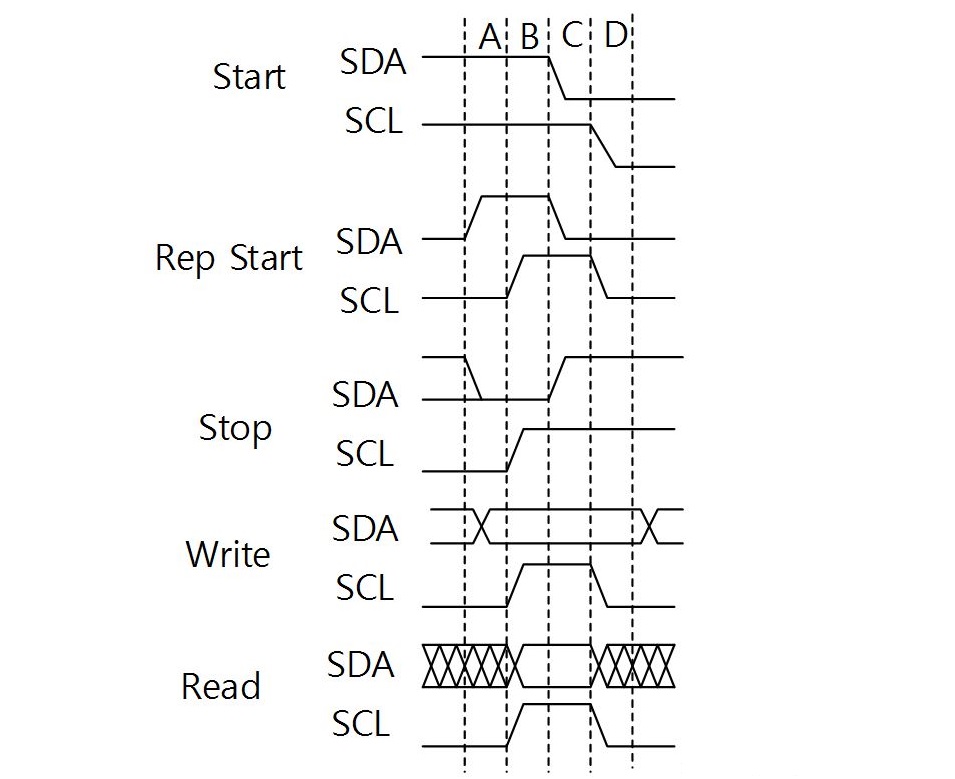 A B C D
Start SDA
SCL
Rep Start SDA
SCL
Stop SDA
SCL
Write SDA
SCL
Read SDA
SCL